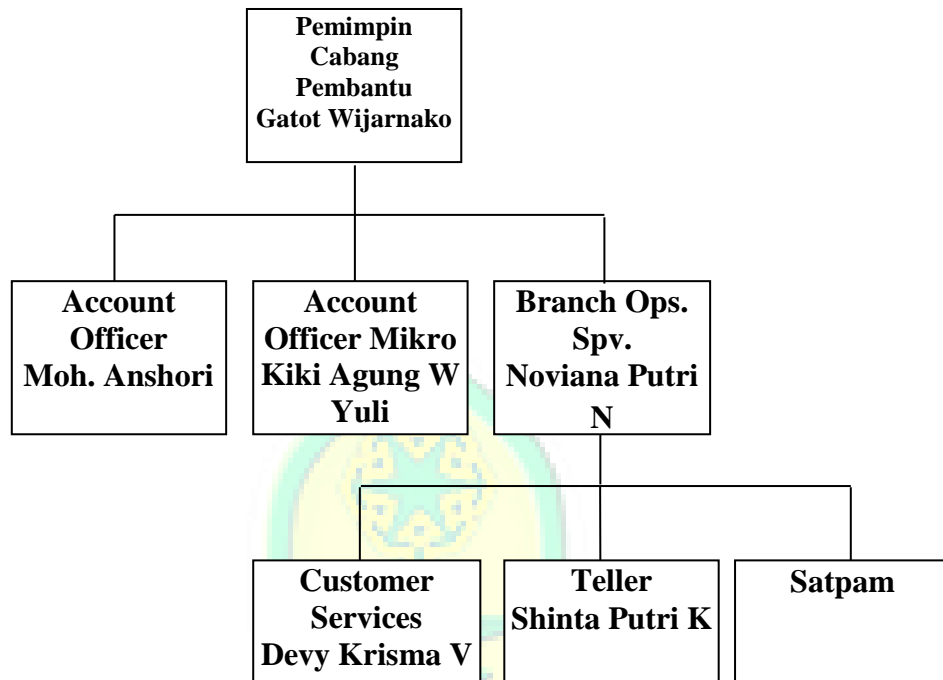 Pemimpin
Cabang
Pembantu
Gatot Wijarnako
Account
Officer
Moh. Anshori
Account
Officer Mikro
Kiki Agung W
Yuli
Branch Ops.
Spv.
Noviana Putri
N
Customer
Services
Devy Krisma V
Teller
Shinta Putri K
Satpam